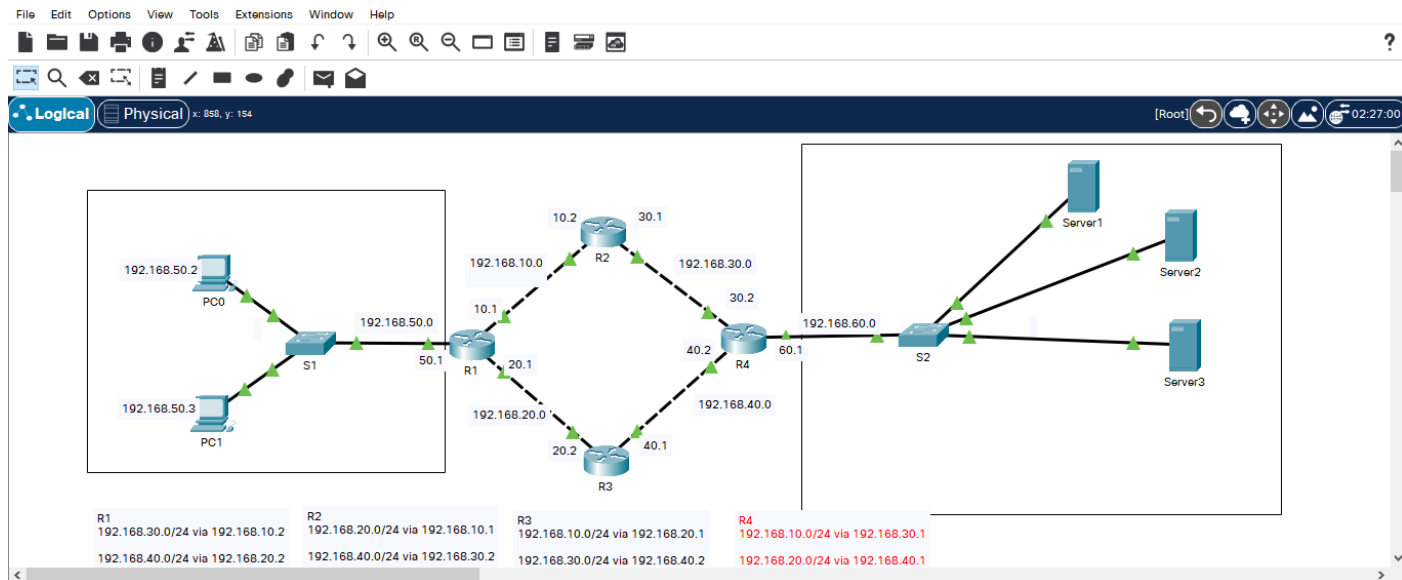 File Edit Options View Tools Extensions Window Help
?
Logical Physical x: 858, y: 154 [Root] 02:27:00
Server1
10.2 30.1
R2
192.168.50.2
192.168.10.0
192.168.30.0
Server2
PC0
30.2
10.1
192.168.50.0
192.168.60.0
S1
50.1
R1
20.1
40.2
R4
60.1
S2
Server3
192.168.50.3
192.168.20.0
192.168.40.0
PC1
20.2
40.1
R3
R1
192.168.30.0/24 via 192.168.10.2
192.168.40.0/24 via 192.168.20.2
R2
192.168.20.0/24 via 192.168.10.1
192.168.40.0/24 via 192.168.30.2
R3
192.168.10.0/24 via 192.168.20.1
192.168.30.0/24 via 192.168.40.2
R4
192.168.10.0/24 via 192.168.30.1
192.168.20.0/24 via 192.168.40.1